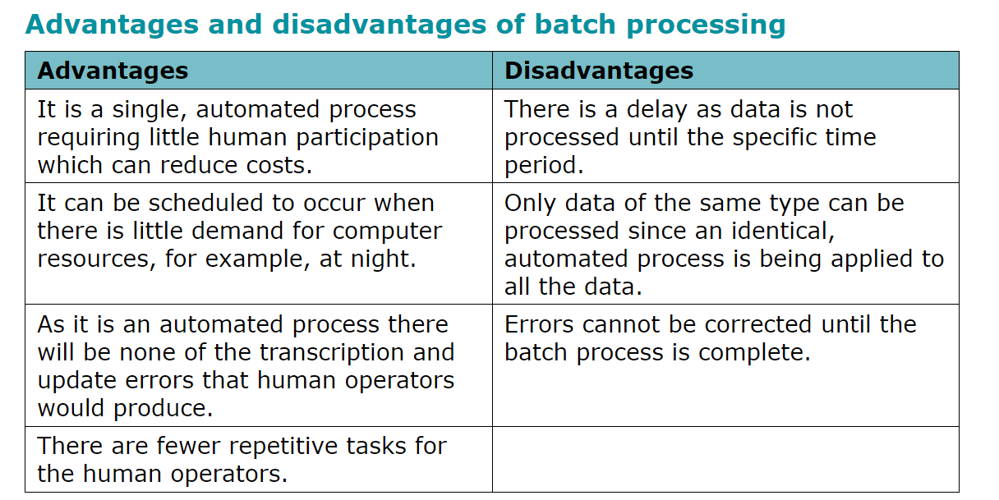 Advantages and disadvantages of batch processing
Advantages
Disadvantages
It is a single, automated process
requiring little human participation
which can reduce costs.
There is a delay as data is not
processed until the specific time
period.
It can be scheduled to occur when
there is little demand for computer
resources, for example, at night.
Only data of the same type can be
processed since an identical,
automated process is being applied to
all the data.
As it is an automated process there
will be none of the transcription and
update errors that human operators
would produce.
Errors cannot be corrected until the
batch process is complete.
There are fewer repetitive tasks for
the human operators.